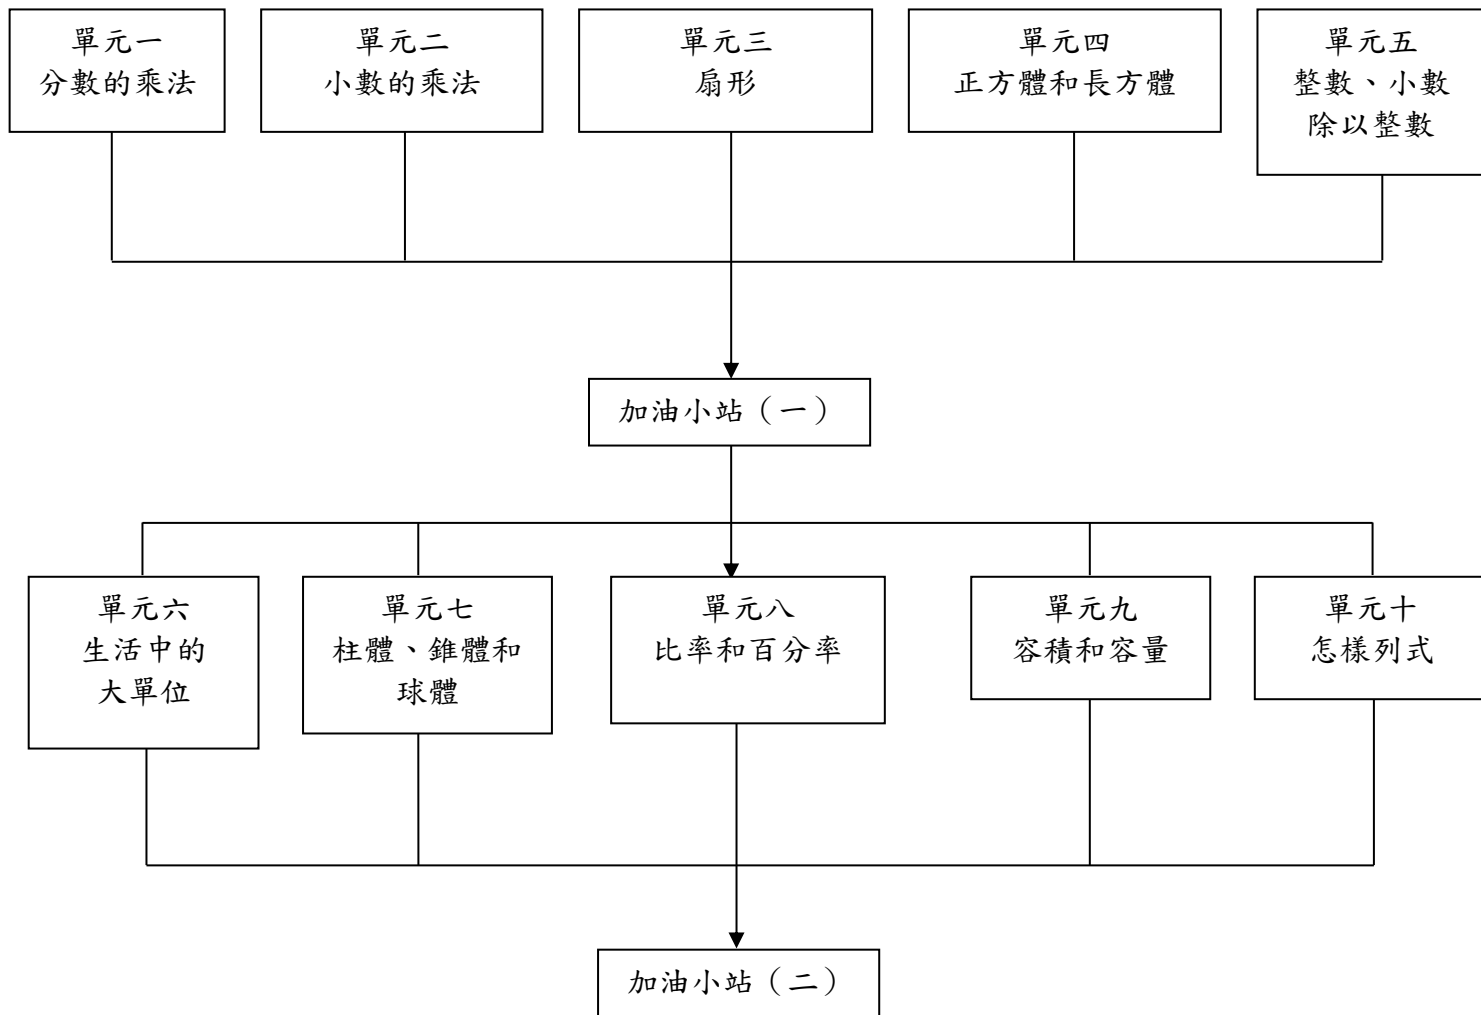 單元一
分數的乘法
單元二
小數的乘法
單元三
扇形
單元四
正方體和長方體
單元五
整數、小數
除以整數
加油小站（一）
單元六
生活中的
大單位
單元七
柱體、錐體和
球體
單元八
比率和百分率
單元九
容積和容量
單元十
怎樣列式
加油小站（二）